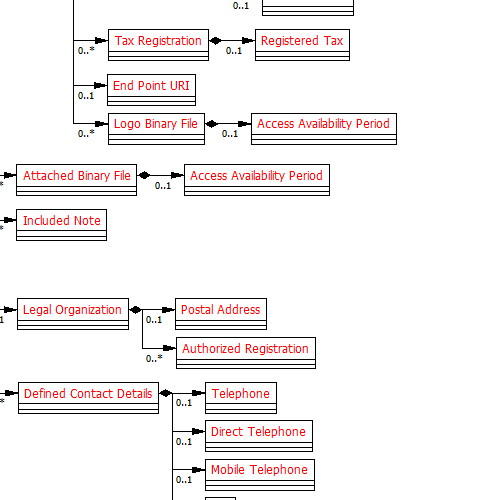 0..1
Tax Registration
Registered Tax
0..*
0..1
End Point URI
0..1
Logo Binary File
Access Availability Period
0..*
0..1
Attached Binary File
Access Availability Period
*
0..1
Included Note
*
Legal Organization
Postal Address
1
0..1
Authorized Registration
0..*
Defined Contact Details
Telephone
*
0..1
Direct Telephone
0..1
Mobile Telephone
0..1